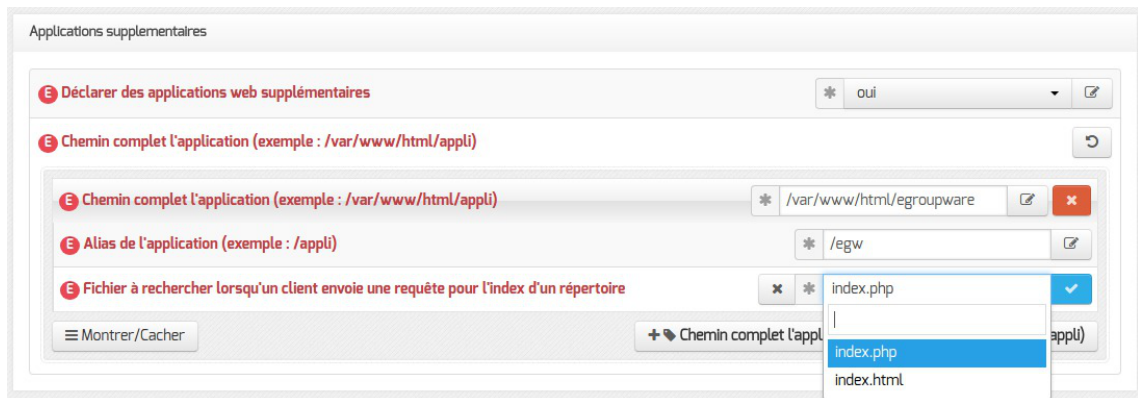 Applications supplementaires
E Déclarer des applications web supplémentaires
oui
E Chemin complet l'application (exemple : /var/www/html/appli)
E Chemin complet l'application (exemple : /var/www/html/appli)
/var/www/html/egroupware
E Alias de l'application (exemple : /appli)
/egw
E Fichier à rechercher lorsqu'un client envoie une requête pour l'index d'un répertoire
index.php
Montrer/Cacher
Chemin complet l'appl
appli)
index.php
index.html